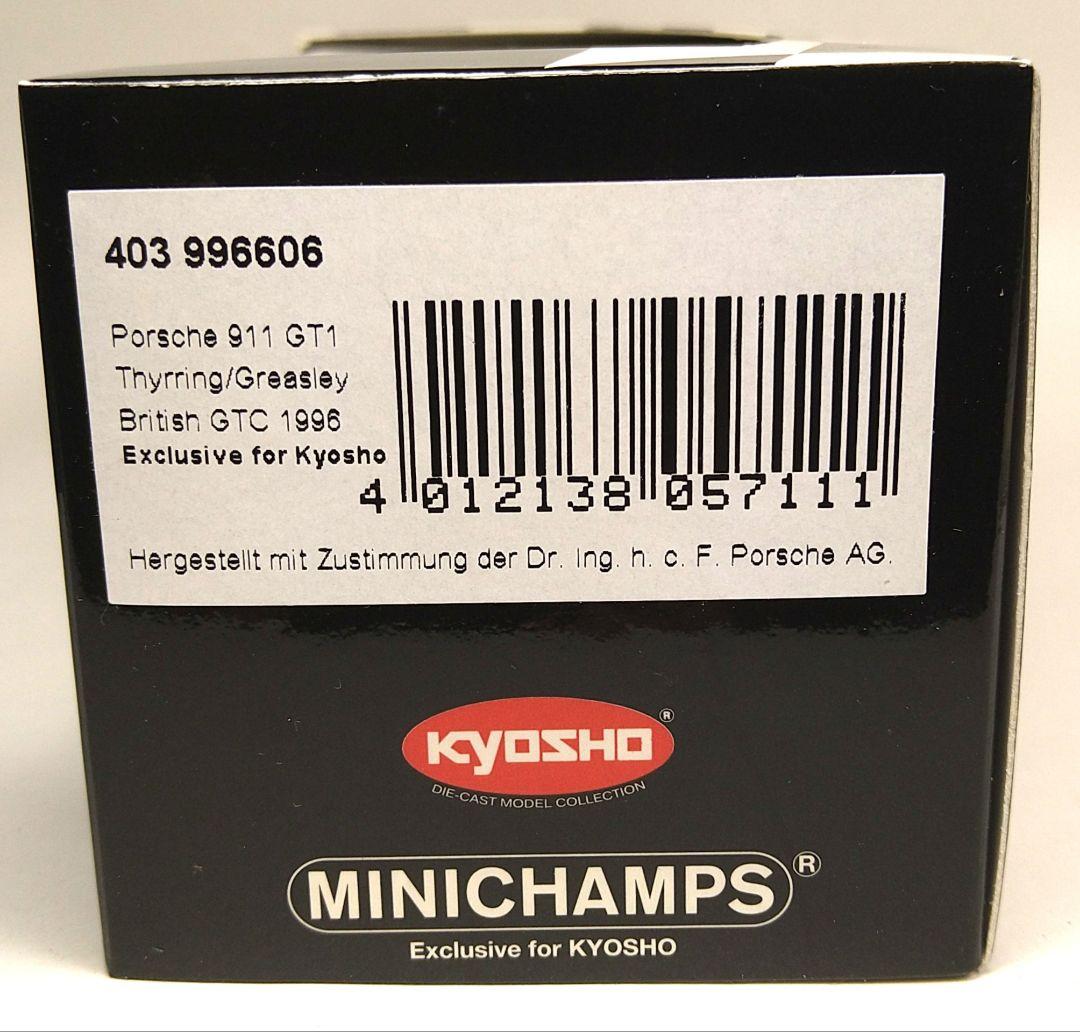 403 996606
Porsche 911 GT1
Thyrring/Greasley
British GTC 1996
Exclusive for Kyosho
4 012138 057111
Hergestellt mit Zustimmung der Dr. Ing. h. c. F. Porsche AG.
KYOSHO®
DIE-CAST MODEL COLLECTION
MINICHAMPS®
Exclusive for KYOSHO